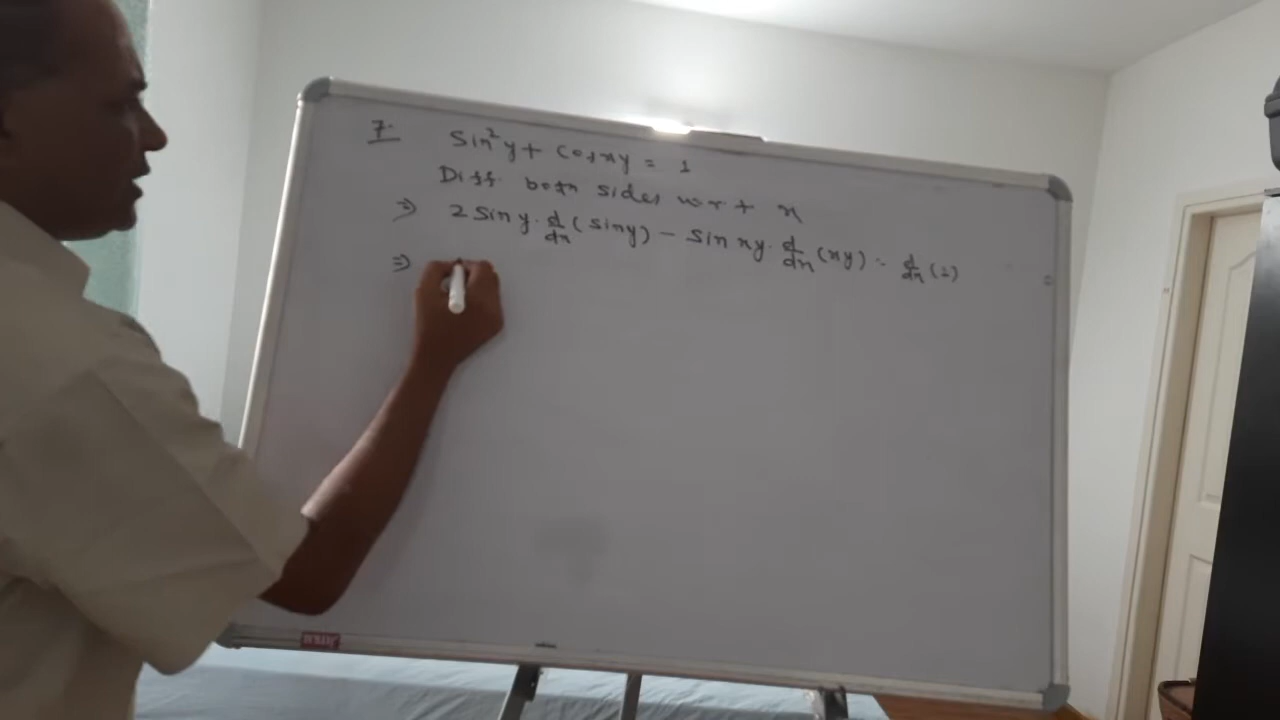 7. Sin²y + Cosxy = 1
Diff. both sides wrt x
⇒ 2 Sin y. d/dx (siny) - Sin xy. d/dx (xy) = d/dx (1)
⇒